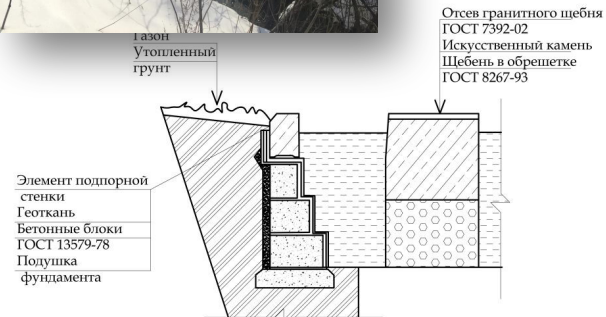 Отсев гранитного щебня
ГОСТ 7392-02
Искусственный камень
Щебень в обрешетке
ГОСТ 8267-93
Газон
Утопленный
грунт
Элемент подпорной
стенки
Геоткань
Бетонные блоки
ГОСТ 13579-78
Подушка
фундамента